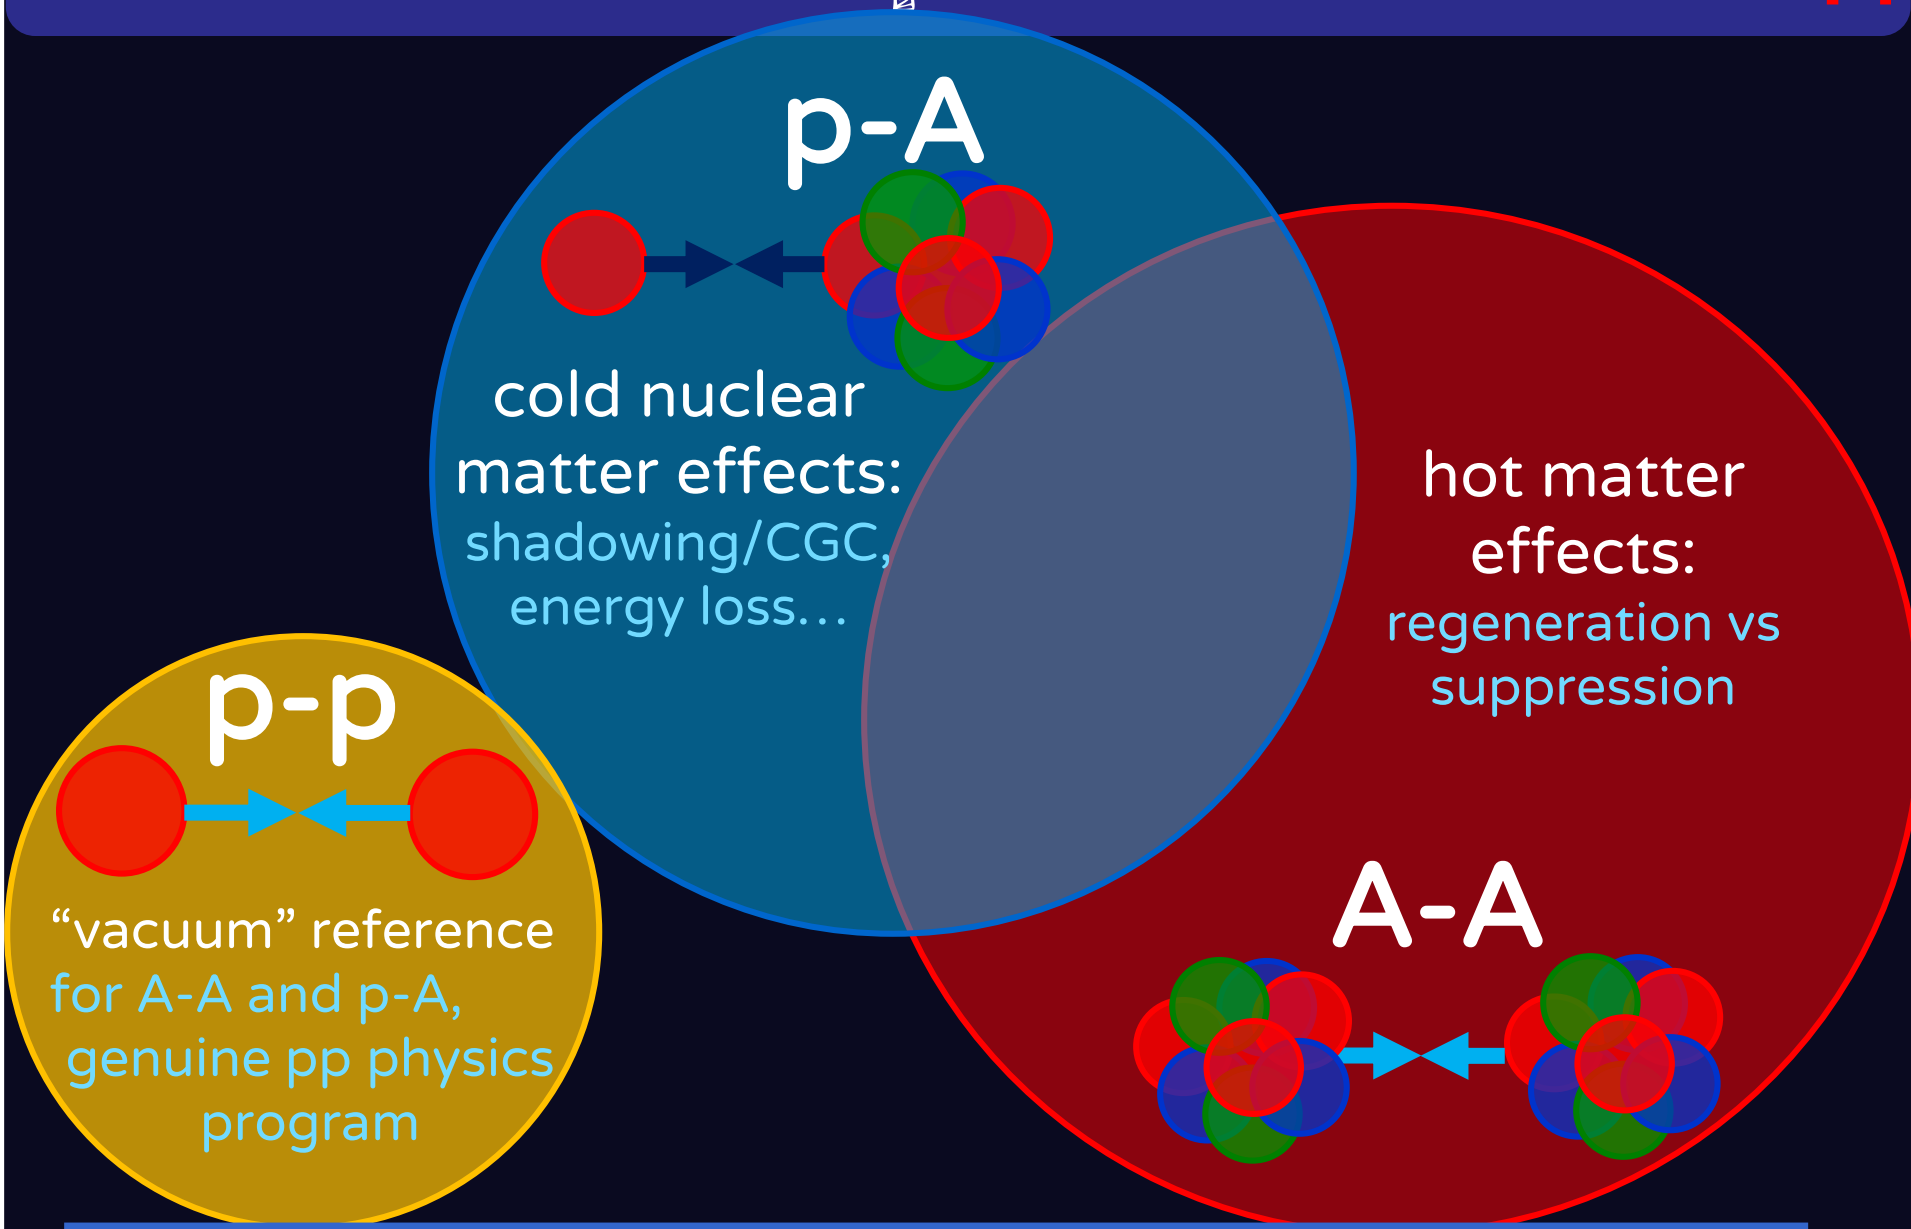 p-A
cold nuclear
matter effects:
shadowing/CGC,
energy loss…
hot matter
effects:
regeneration vs
suppression
p-p
“vacuum” reference
for A-A and p-A,
genuine pp physics
program
A-A